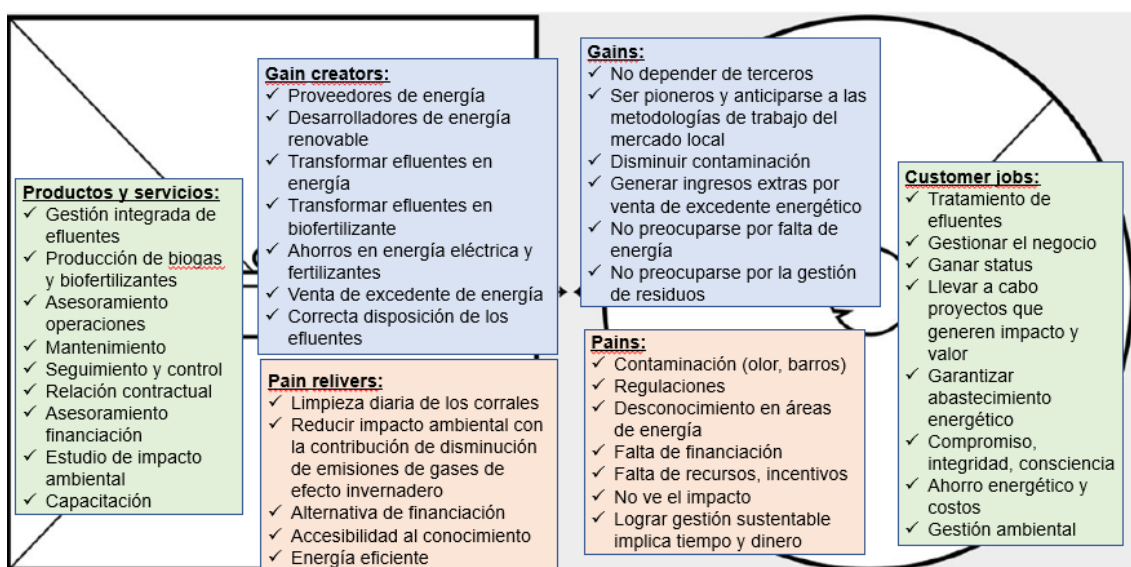 Productos y servicios:
✓ Gestión integrada de
efluentes
✓ Producción de biogas
y biofertilizantes
✓ Asesoramiento
operaciones
✓ Mantenimiento
✓ Seguimiento y control
✓ Relación contractual
✓ Asesoramiento
financiación
✓ Estudio de impacto
ambiental
✓ Capacitación
Gain creators:
✓ Proveedores de energía
✓ Desarrolladores de energía
renovable
✓ Transformar efluentes en
energía
✓ Transformar efluentes en
biofertilizante
✓ Ahorros en energía eléctrica y
fertilizantes
✓ Venta de excedente de energía
✓ Correcta disposición de los
efluentes
Pain relivers:
✓ Limpieza diaria de los corrales
✓ Reducir impacto ambiental con
la contribución de disminución
de emisiones de gases de
efecto invernadero
✓ Alternativa de financiación
✓ Accesibilidad al conocimiento
✓ Energía eficiente
Gains:
✓ No depender de terceros
✓ Ser pioneros y anticiparse a las
metodologías de trabajo del
mercado local
✓ Disminuir contaminación
✓ Generar ingresos extras por
venta de excedente energético
✓ No preocuparse por falta de
energía
✓ No preocuparse por la gestión
de residuos
Pains:
✓ Contaminación (olor, barros)
✓ Regulaciones
✓ Desconocimiento en áreas
de energía
✓ Falta de financiación
✓ Falta de recursos, incentivos
✓ No ve el impacto
✓ Lograr gestión sustentable
implica tiempo y dinero
Customer jobs:
✓ Tratamiento de
efluentes
✓ Gestionar el negocio
✓ Ganar status
✓ Llevar a cabo
proyectos que
generen impacto y
valor
✓ Garantizar
abastecimiento
energético
✓ Compromiso,
integridad, consciencia
✓ Ahorro energético y
costos
✓ Gestión ambiental